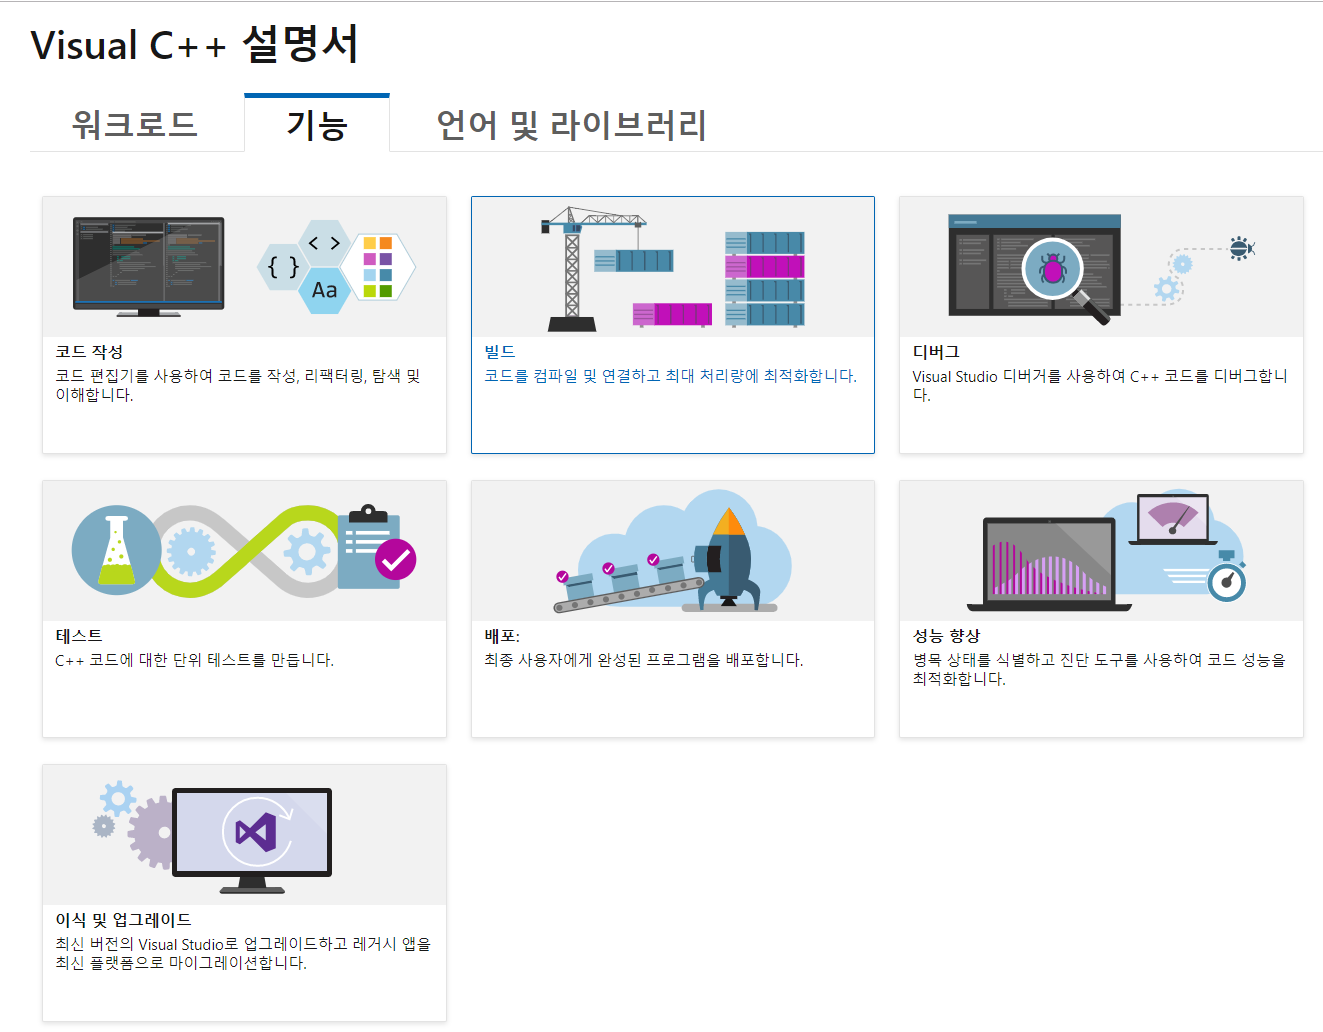 Visual C++ 설명서
워크로드
기능
언어 및 라이브러리
{ }
< >
Aa
코드 작성
코드 편집기를 사용하여 코드를 작성, 리팩터링, 탐색 및
이해합니다.
빌드
코드를 컴파일 및 연결하고 최대 처리량에 최적화합니다.
디버그
Visual Studio 디버거를 사용하여 C++ 코드를 디버그합니
다.
테스트
C++ 코드에 대한 단위 테스트를 만듭니다.
배포:
최종 사용자에게 완성된 프로그램을 배포합니다.
성능 향상
병목 상태를 식별하고 진단 도구를 사용하여 코드 성능을
최적화합니다.
이식 및 업그레이드
최신 버전의 Visual Studio로 업그레이드하고 레거시 앱을
최신 플랫폼으로 마이그레이션합니다.